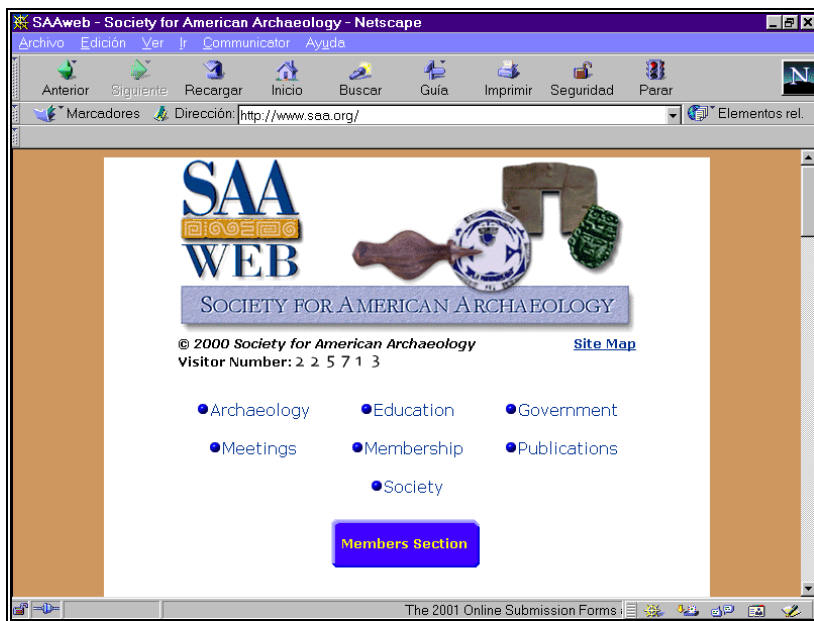 SAAweb - Society for American Archaeology - Netscape
Archivo Edición Ver Ir Communicator Ayuda
Anterior Siguiente Recargar Inicio Buscar Guía Imprimir Seguridad Parar
N
Marcadores Dirección: http://www.saa.org/ Elementos rel.
SAA
WEB
SOCIETY FOR AMERICAN ARCHAEOLOGY
© 2000 Society for American Archaeology Site Map
Visitor Number: 2 2 5 7 1 3
Archaeology Education Government
Meetings Membership Publications
Society
Members Section
The 2001 Online Submission Forms